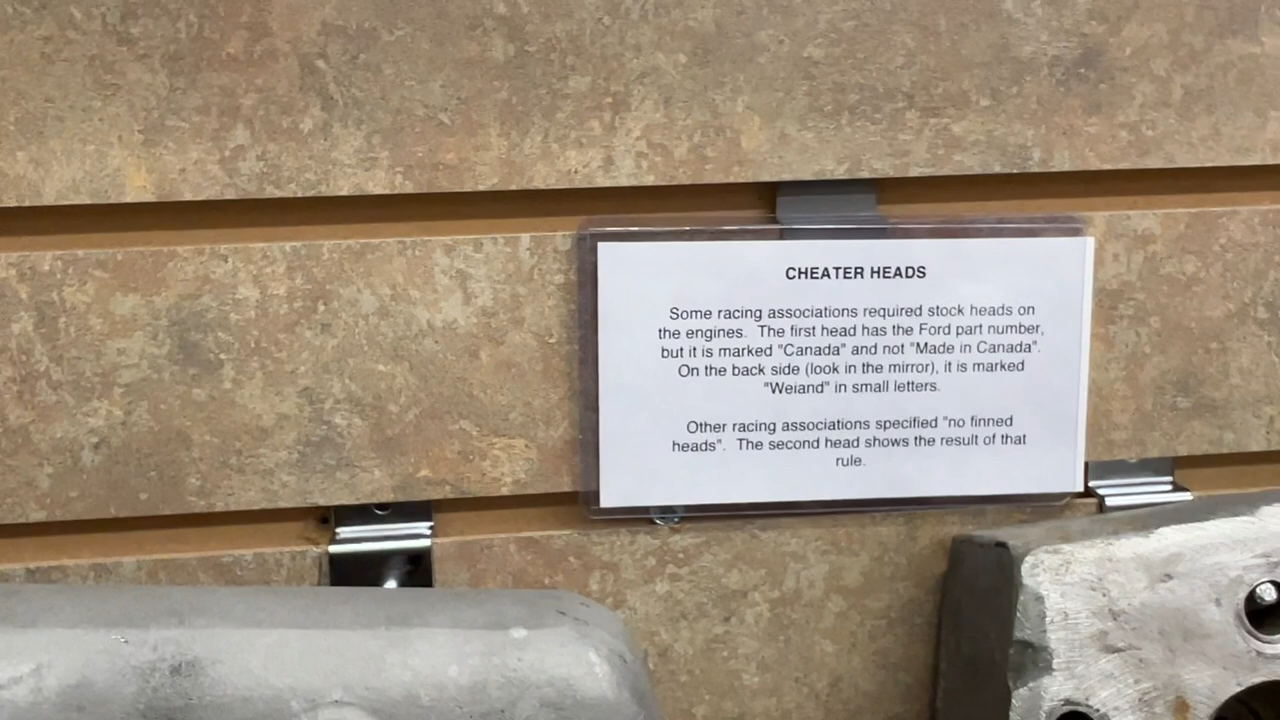 CHEATER HEADS
Some racing associations required stock heads on
the engines. The first head has the Ford part number,
but it is marked "Canada" and not "Made in Canada".
On the back side (look in the mirror), it is marked
"Weiand" in small letters.
Other racing associations specified "no finned
heads". The second head shows the result of that
rule.